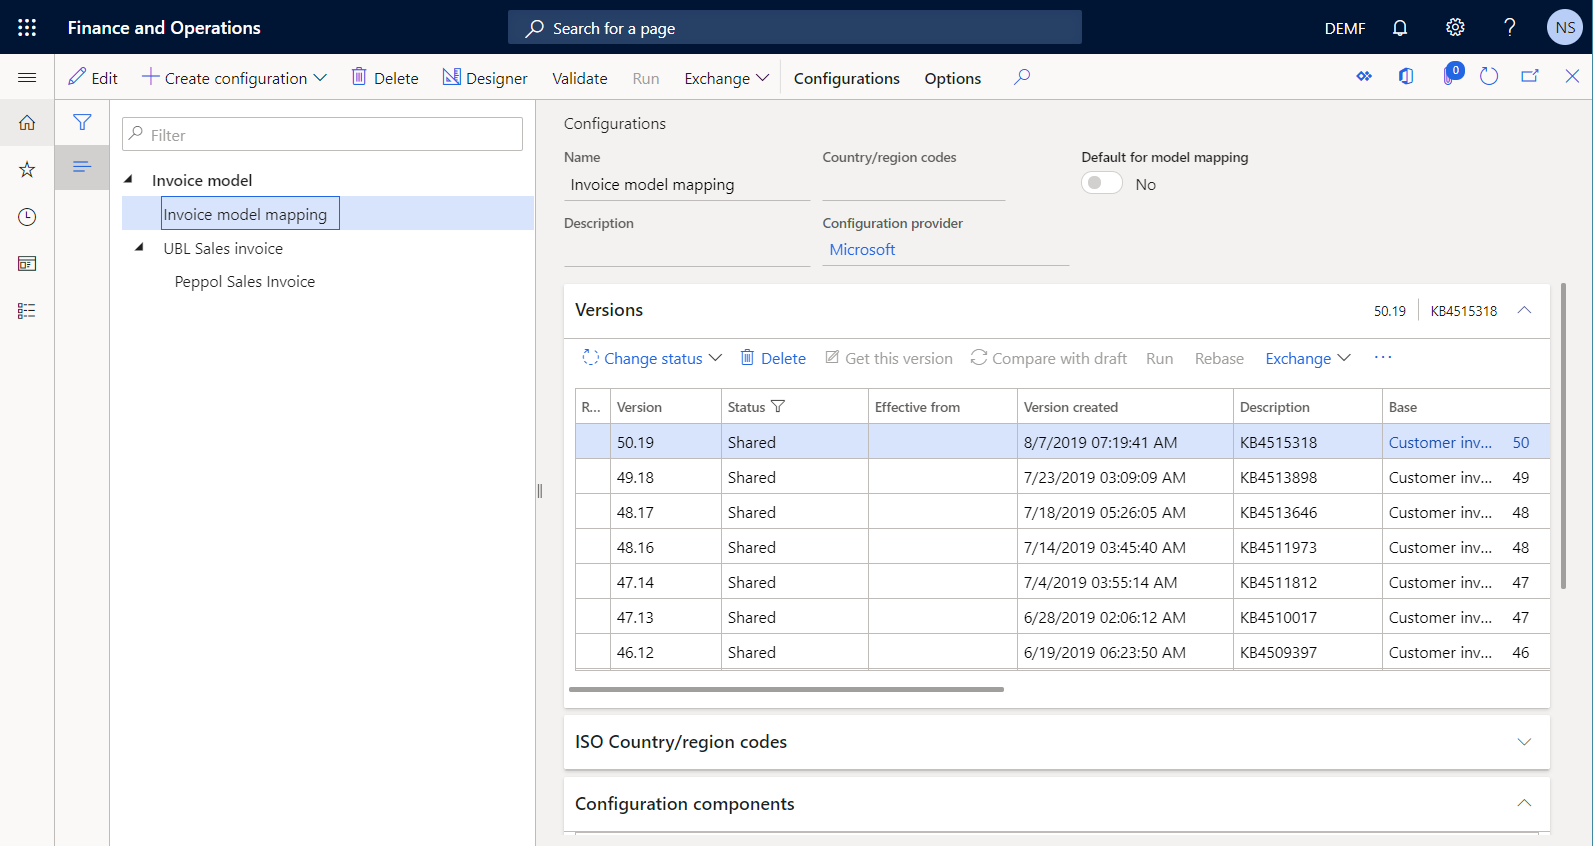 Finance and Operations
Search for a page
DEMF
?
NS
Edit
Create configuration
Delete
Designer
Validate
Run
Exchange
Configurations
Options
0
Filter
Invoice model
Invoice model mapping
UBL Sales invoice
Peppol Sales Invoice
Configurations
Name
Country/region codes
Default for model mapping
Invoice model mapping
No
Description
Configuration provider
Microsoft
Versions
50.19
KB4515318
Change status
Delete
Get this version
Compare with draft
Run
Rebase
Exchange
...
R... Version Status Effective from Version created Description Base
50.19 Shared 8/7/2019 07:19:41 AM KB4515318 Customer inv... 50
49.18 Shared 7/23/2019 03:09:09 AM KB4513898 Customer inv... 49
48.17 Shared 7/18/2019 05:26:05 AM KB4513646 Customer inv... 48
48.16 Shared 7/14/2019 03:45:40 AM KB4511973 Customer inv... 48
47.14 Shared 7/4/2019 03:55:14 AM KB4511812 Customer inv... 47
47.13 Shared 6/28/2019 02:06:12 AM KB4510017 Customer inv... 47
46.12 Shared 6/19/2019 06:23:50 AM KB4509397 Customer inv... 46
ISO Country/region codes
Configuration components